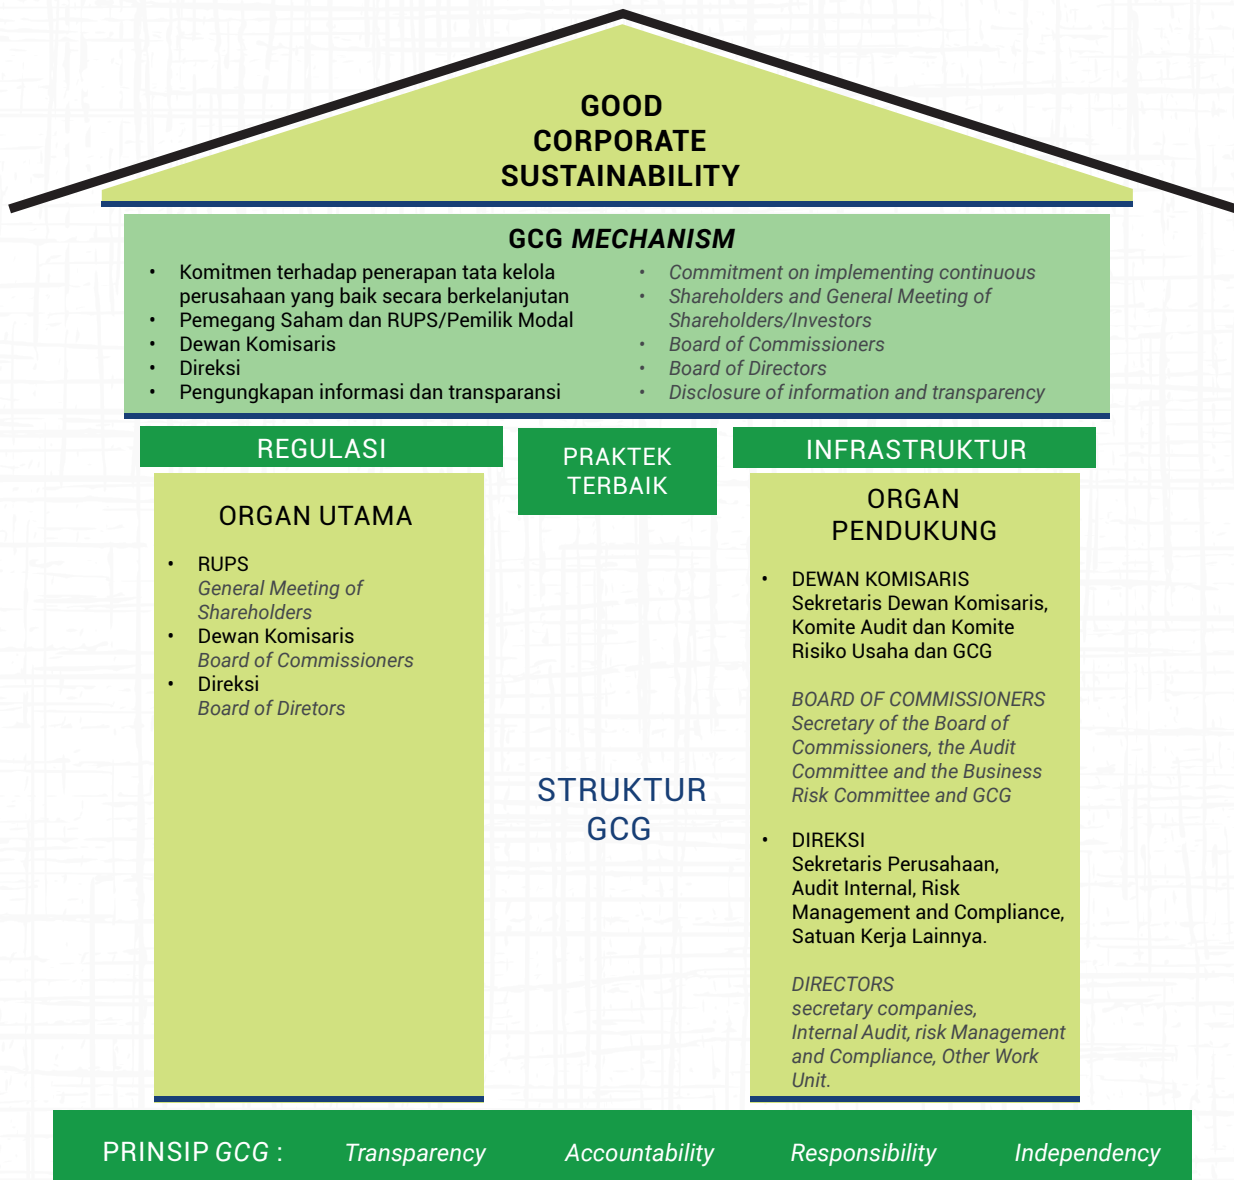 GOOD
CORPORATE
SUSTAINABILITY
GCG MECHANISM
• Komitmen terhadap penerapan tata kelola
perusahaan yang baik secara berkelanjutan
• Pemegang Saham dan RUPS/Pemilik Modal
• Dewan Komisaris
• Direksi
• Pengungkapan informasi dan transparansi
• Commitment on implementing continuous
• Shareholders and General Meeting of
Shareholders/Investors
• Board of Commissioners
• Board of Directors
• Disclosure of information and transparency
REGULASI
PRAKTEK
TERBAIK
INFRASTRUKTUR
ORGAN UTAMA
• RUPS
General Meeting of
Shareholders
• Dewan Komisaris
Board of Commissioners
• Direksi
Board of Diretors
STRUKTUR
GCG
ORGAN
PENDUKUNG
• DEWAN KOMISARIS
Sekretaris Dewan Komisaris,
Komite Audit dan Komite
Risiko Usaha dan GCG
BOARD OF COMMISSIONERS
Secretary of the Board of
Commissioners, the Audit
Committee and the Business
Risk Committee and GCG
• DIREKSI
Sekretaris Perusahaan,
Audit Internal, Risk
Management and Compliance,
Satuan Kerja Lainnya.
DIRECTORS
secretary companies,
Internal Audit, risk Management
and Compliance, Other Work
Unit.
PRINSIP GCG : Transparency Accountability Responsibility Independency